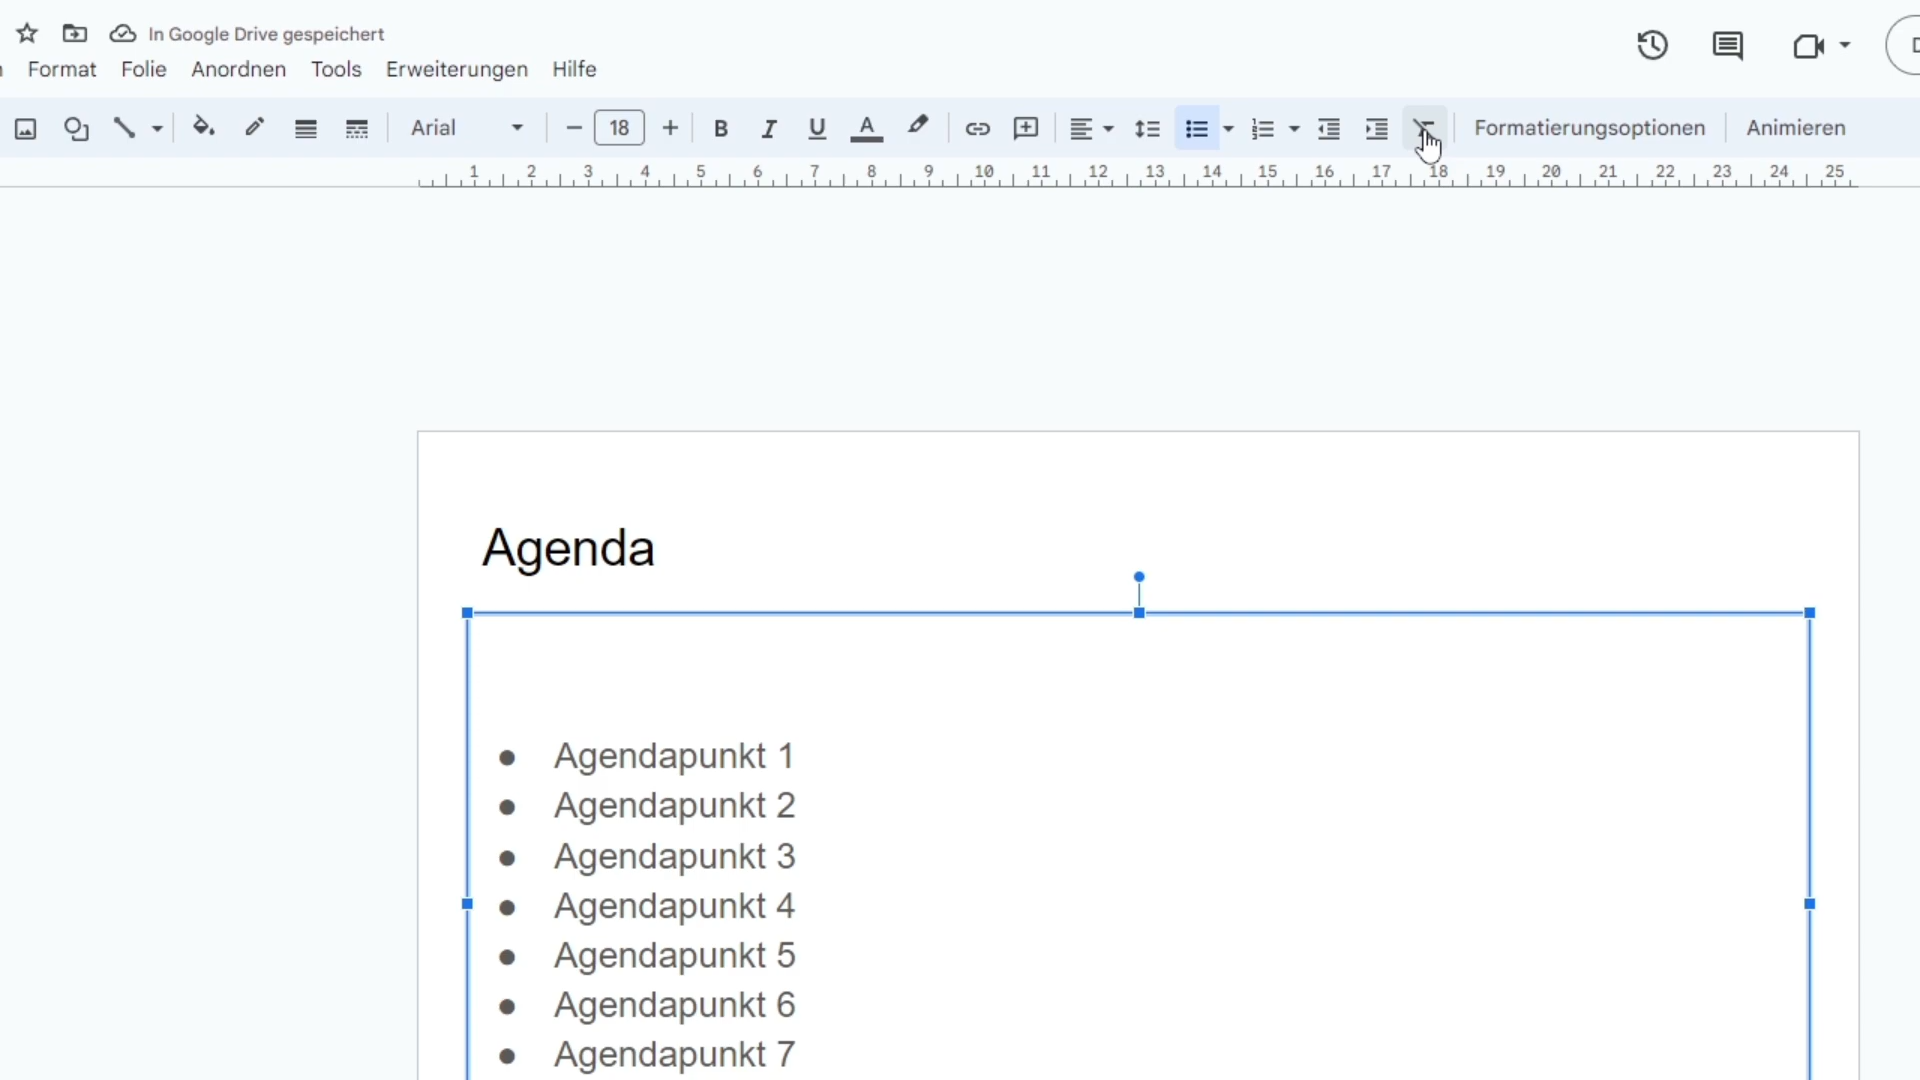 In Google Drive gespeichert
Format Folie Anordnen Tools Erweiterungen Hilfe
Arial 18 B I U A Formatierungsoptionen Animieren
1 2 3 4 5 6 7 8 9 10 11 12 13 14 15 16 17 18 19 20 21 22 23 24 25
Agenda
● Agendapunkt 1
● Agendapunkt 2
● Agendapunkt 3
● Agendapunkt 4
● Agendapunkt 5
● Agendapunkt 6
● Agendapunkt 7